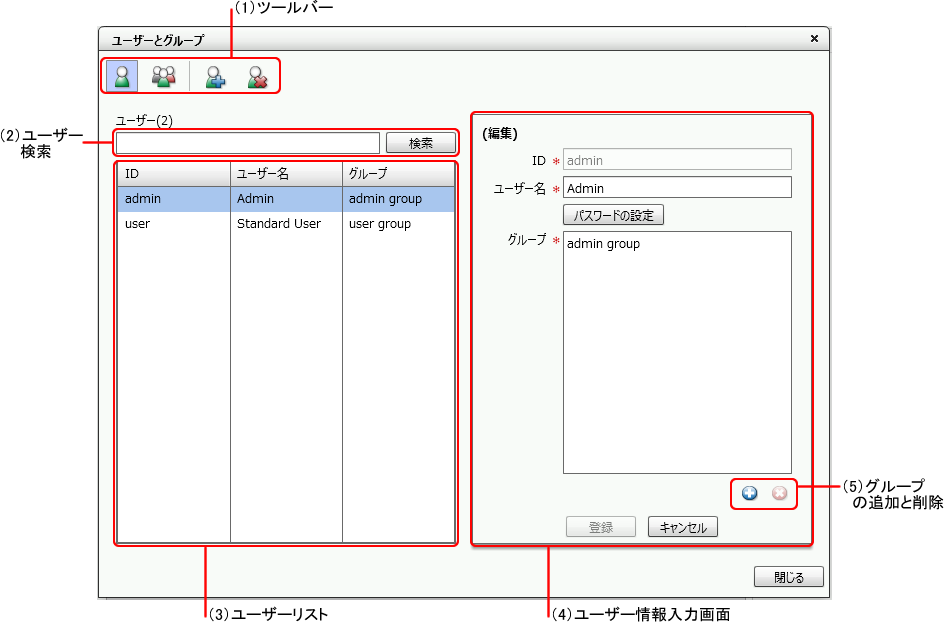 (1)ツールバー
ユーザーとグループ
ユーザー(2)
(2)ユーザー
検索
検索
ID ユーザー名 グループ
admin Admin admin group
user Standard User user group
(編集)
ID * admin
ユーザー名 * Admin
パスワードの設定
グループ * admin group
(5)グループ
の追加と削除
登録 キャンセル
閉じる
(3)ユーザーリスト
(4)ユーザー情報入力画面